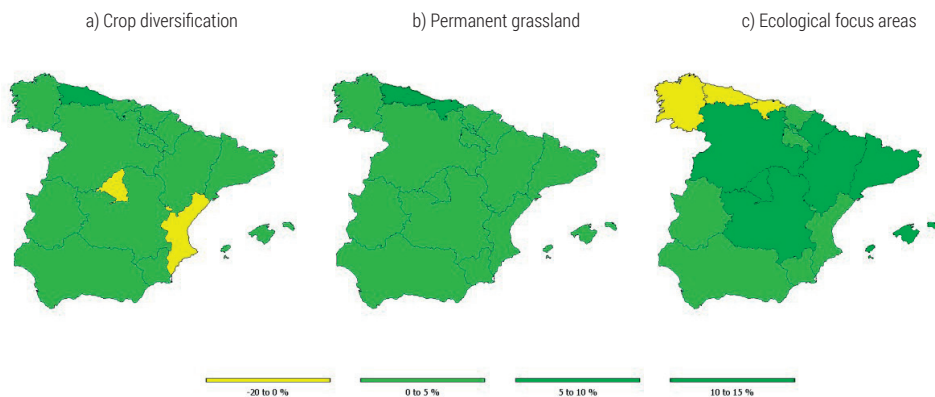 a) Crop diversification
b) Permanent grassland
c) Ecological focus areas
-20 to 0 %
0 to 5 %
5 to 10 %
10 to 15 %